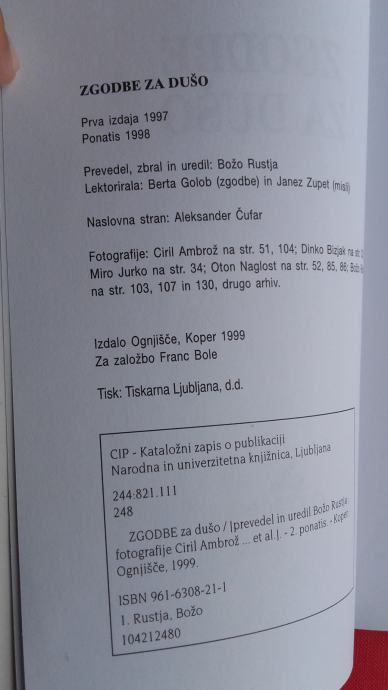 ZGODBE ZA DUŠO
Prva izdaja 1997
Ponatis 1998
Prevedel, zbral in uredil: Božo Rustja
Lektorirala: Berta Golob (zgodbe) in Janez Zupet (misli)
Naslovna stran: Aleksander Čufar
Fotografije: Ciril Ambrož na str. 51, 104; Dinko Bizjak na str.
Miro Jurko na str. 34; Oton Naglost na str. 52, 85, 86;
na str. 103, 107 in 130, drugo arhiv.
Izdalo Ognjišče, Koper 1999
Za založbo Franc Bole
Tisk: Tiskarna Ljubljana, d.d.
CIP - Kataložni zapis o publikaciji
Narodna in univerzitetna knjižnica, Ljubljana
244:821.111
248
ZGODBE za dušo / [prevedel in uredil Božo Rustja;
fotografije Ciril Ambrož ... et al.]. - 2. ponatis. - Koper:
Ognjišče, 1999.
ISBN 961-6308-21-1
1. Rustja, Božo
104212480